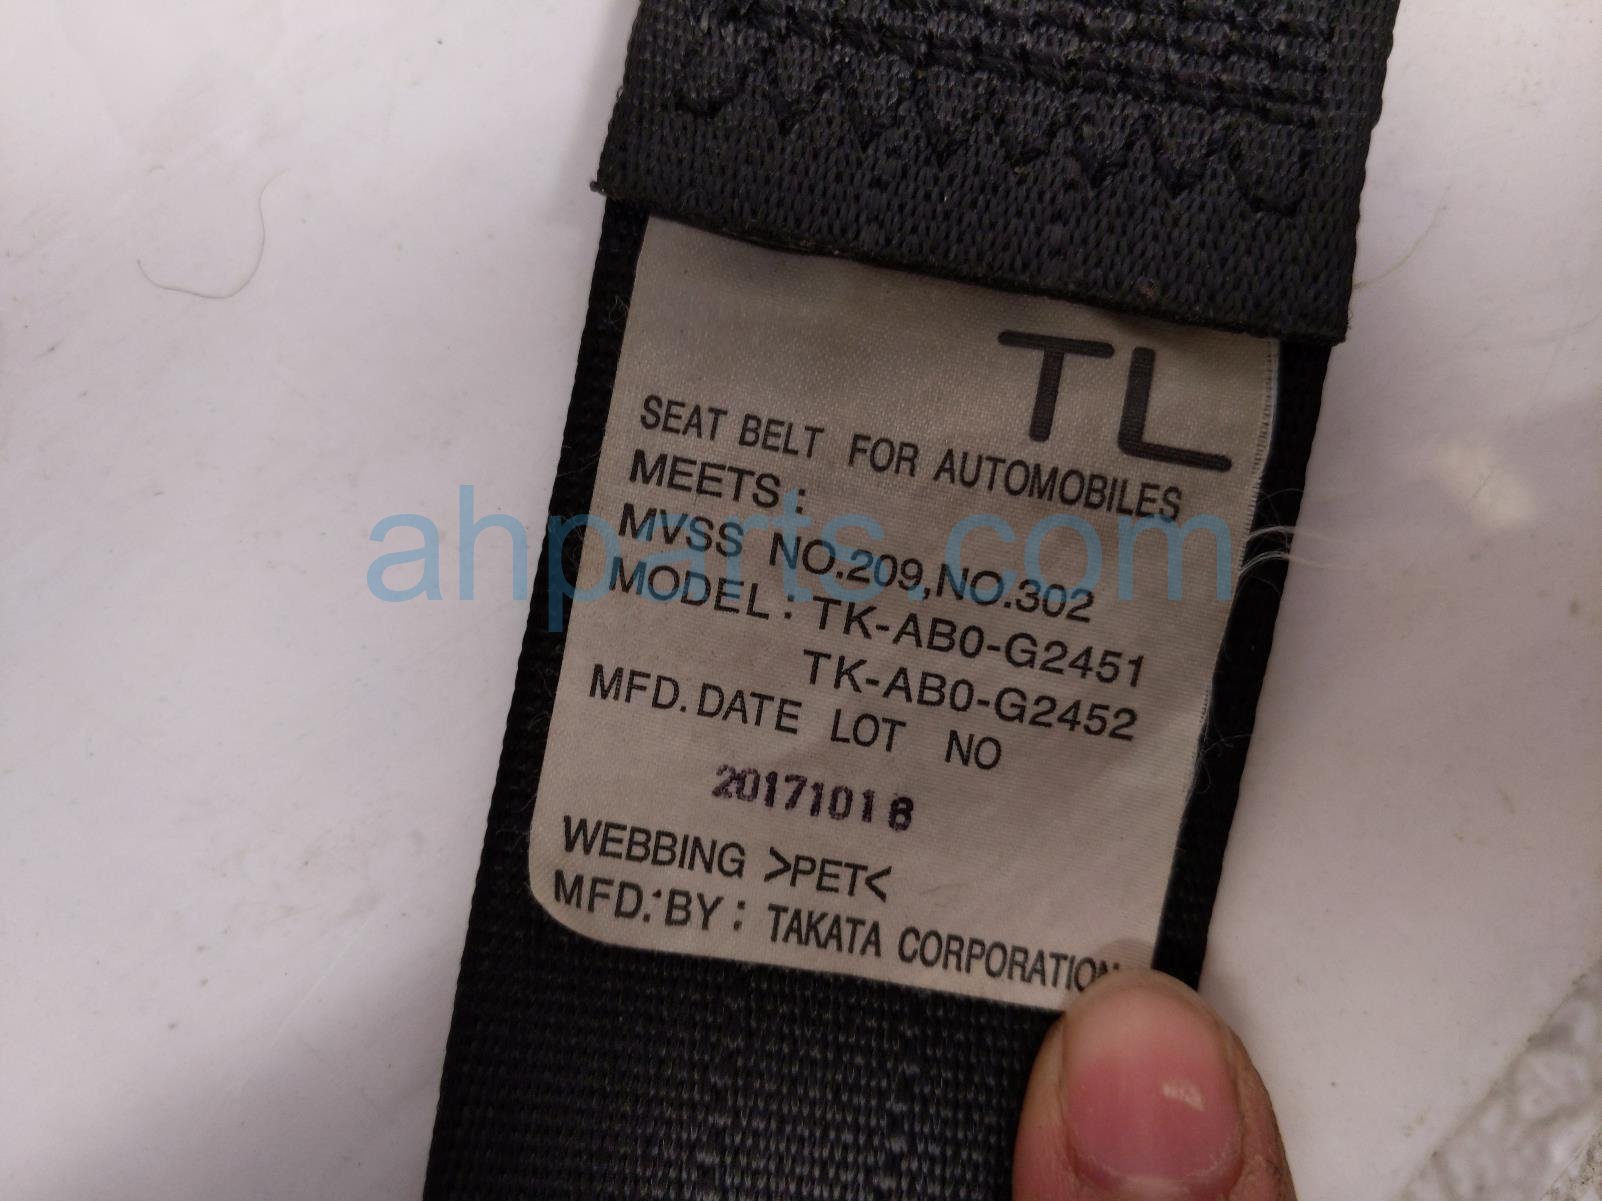 TL
SEAT BELT FOR AUTOMOBILES
MEETS :
MVSS NO.209,NO.302
MODEL : TK-AB0-G2451
TK-AB0-G2452
MFD. DATE LOT NO
20171016
WEBBING >PET<
MFD. BY : TAKATA CORPORATION
ahparts.com